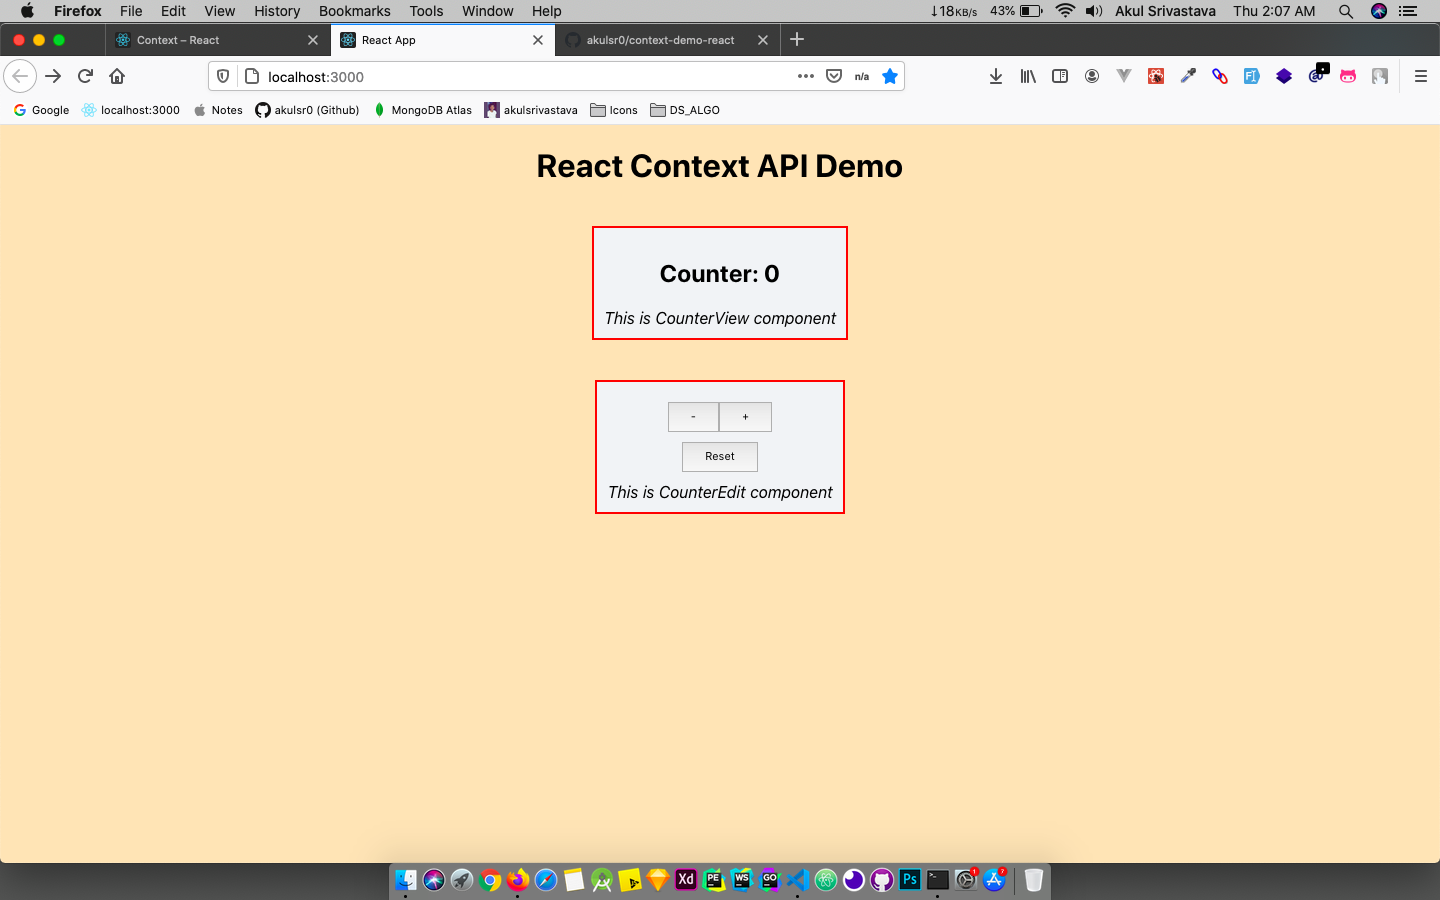 Firefox File Edit View History Bookmarks Tools Window Help ↓18KB/s 43% Akul Srivastava Thu 2:07 AM
Context – React React App akulsr0/context-demo-react
localhost:3000 n/a
Google localhost:3000 Notes akulsr0 (Github) MongoDB Atlas akulsrivastava Icons DS_ALGO
React Context API Demo
Counter: 0
This is CounterView component
- +
Reset
This is CounterEdit component
Xd PE WS GO Ps